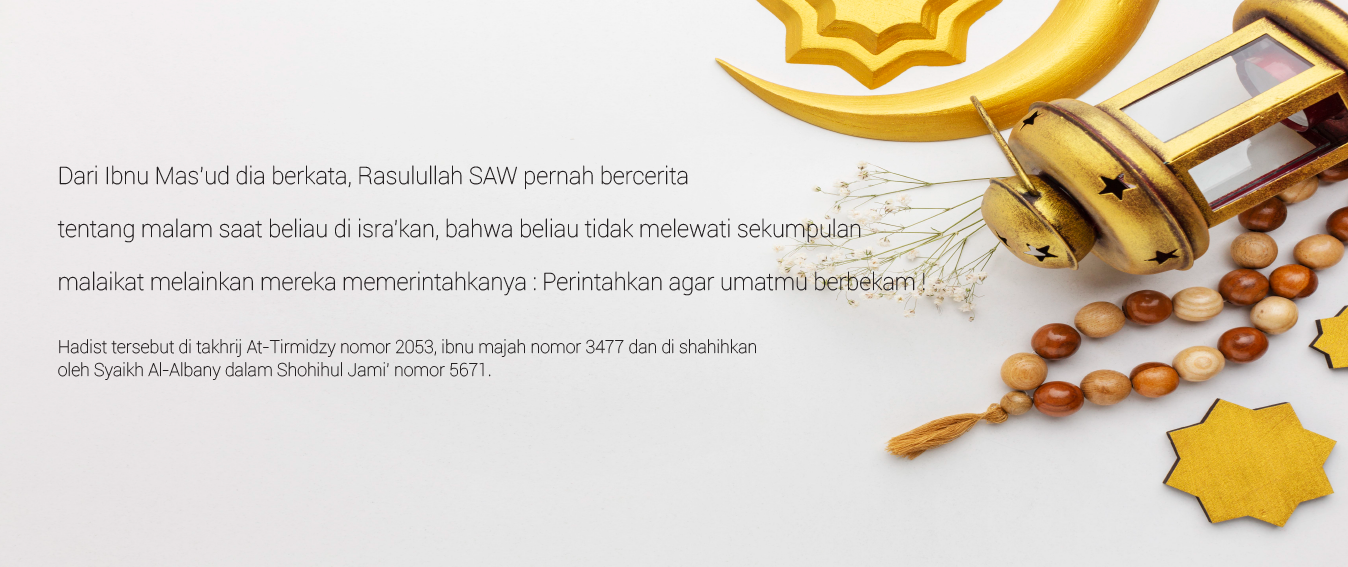 Dari Ibnu Mas'ud dia berkata, Rasulullah SAW pernah bercerita
tentang malam saat beliau di isra'kan, bahwa beliau tidak melewati sekumpulan
malaikat melainkan mereka memerintahkanya : Perintahkan agar umatmu berbekam !
Hadist tersebut di takhrij At-Tirmidzy nomor 2053, ibnu majah nomor 3477 dan di shahihkan
oleh Syaikh Al-Albany dalam Shohihul Jami' nomor 5671.